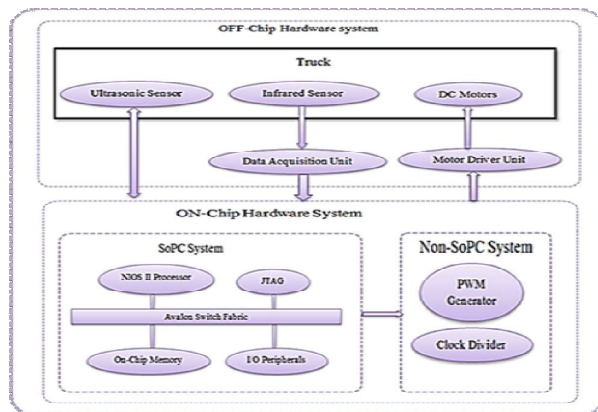 OFF-Chip Hardware system
Truck
Ultrasonic Sensor
Infrared Sensor
DC Motors
Data Acquisition Unit
Motor Driver Unit
ON-Chip Hardware System
SoPC System
NIOS II Processor
JTAG
Avalon Switch Fabric
On-Chip Memory
I/O Peripherals
Non-SoPC System
PWM
Generator
Clock Divider